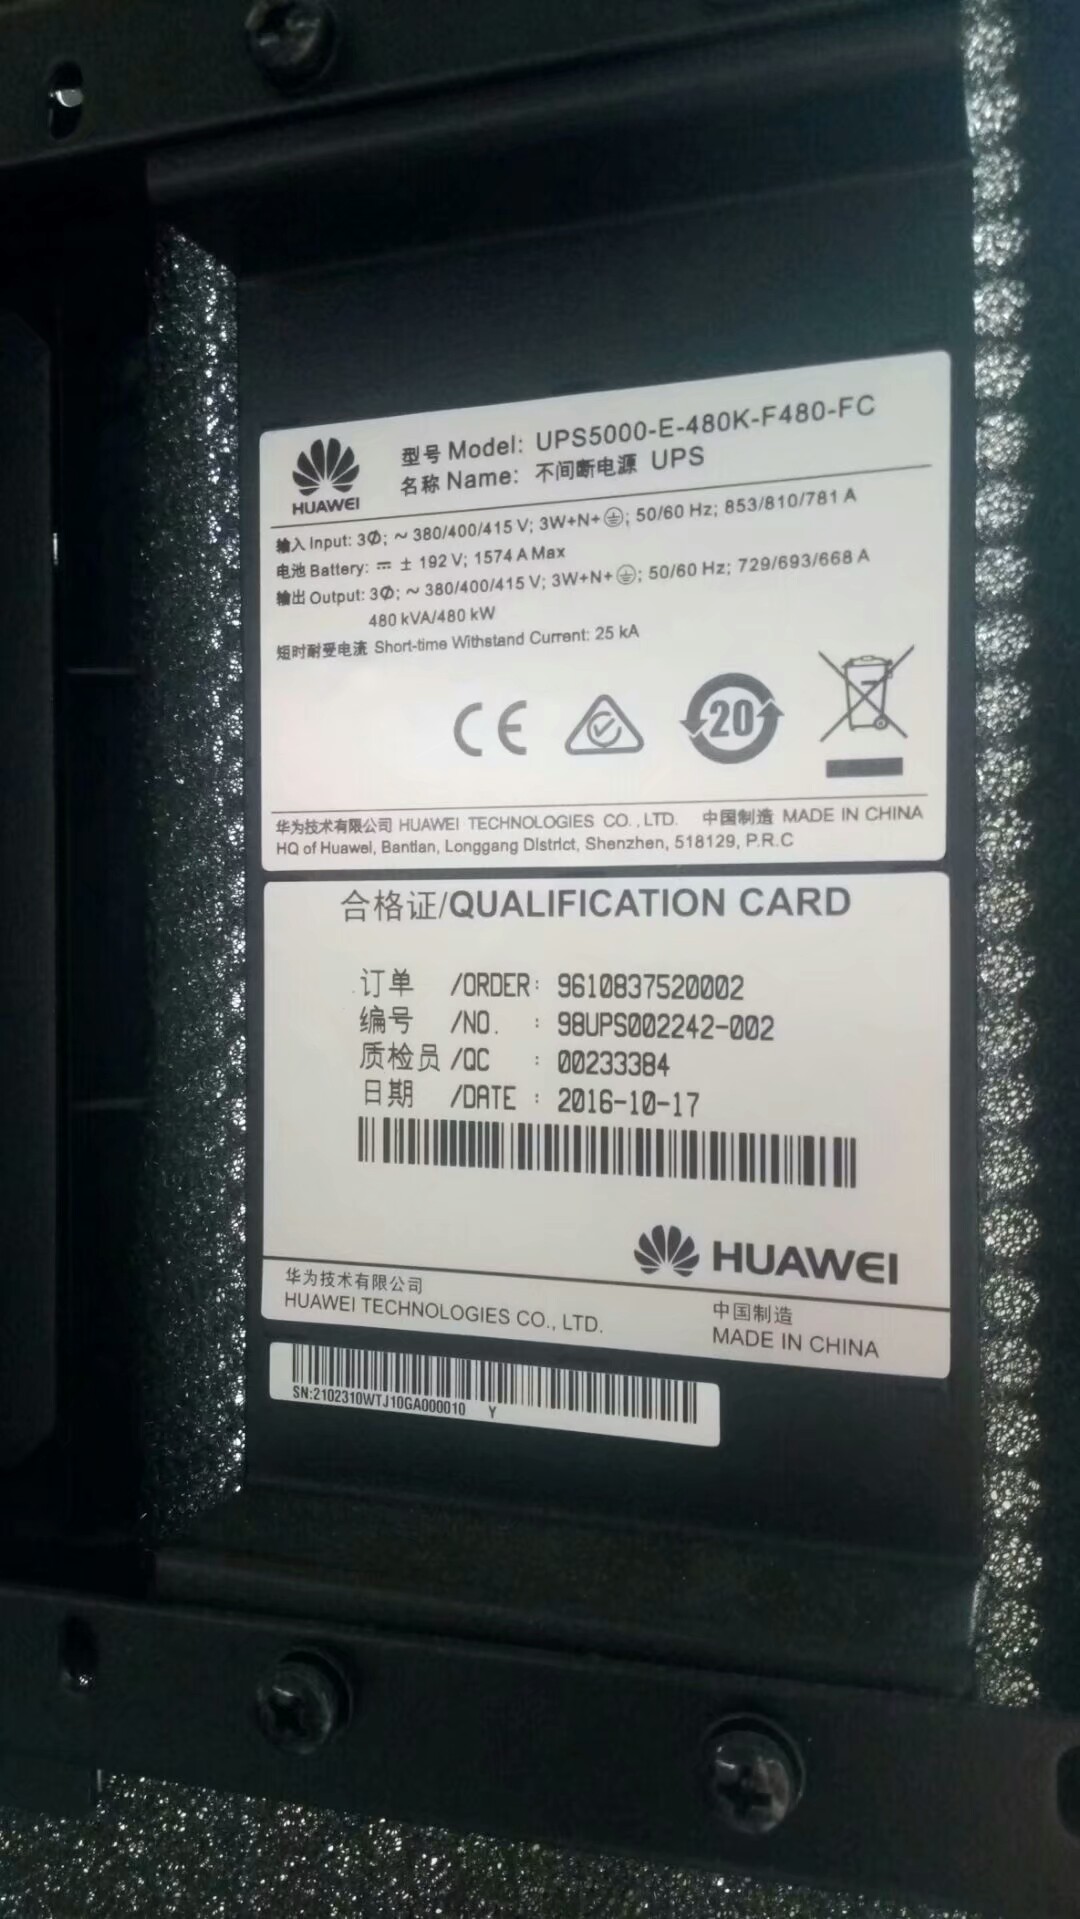 HUAWEI
型号 Model: UPS5000-E-480K-F480-FC
名称 Name: 不间断电源 UPS
输入 Input: 3Ø; ~ 380/400/415 V; 3W+N+⏚; 50/60 Hz; 853/810/781 A
电池 Battery: ⎓ ± 192 V; 1574 A Max
输出 Output: 3Ø; ~ 380/400/415 V; 3W+N+⏚; 50/60 Hz; 729/693/668 A
480 kVA/480 kW
短时耐受电流 Short-time Withstand Current: 25 kA
CE 20
华为技术有限公司 HUAWEI TECHNOLOGIES CO.,LTD. 中国制造 MADE IN CHINA
HQ of Huawei, Bantian, Longgang District, Shenzhen, 518129, P.R.C
合格证/QUALIFICATION CARD
订单 /ORDER: 9610837520002
编号 /NO. : 98UPS002242-002
质检员 /QC : 00233384
日期 /DATE : 2016-10-17
HUAWEI
华为技术有限公司
HUAWEI TECHNOLOGIES CO., LTD.
中国制造
MADE IN CHINA
SN:2102310WTJ10GA000010 Y